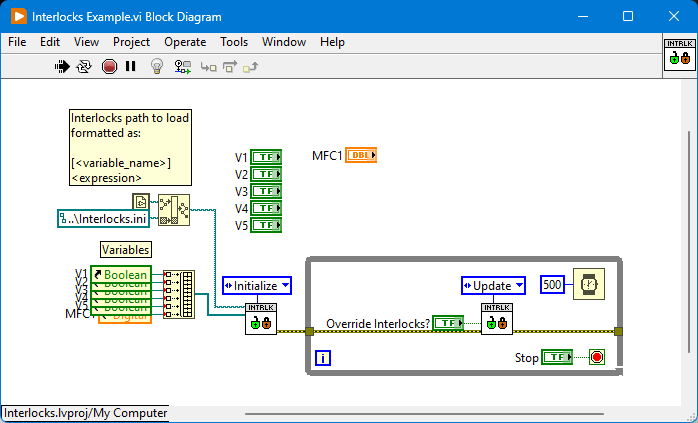 Interlocks Example.vi Block Diagram
File Edit View Project Operate Tools Window Help
INTRLK
Interlocks path to load
formatted as:
[<variable_name>]
<expression>
V1 TF
V2 TF
V3 TF
V4 TF
V5 TF
MFC1 DBL
..\Interlocks.ini
Variables
V1 Boolean
V2 Boolean
V3 Boolean
V4 Boolean
V5 Boolean
MFC1 Digital
Initialize
INTRLK
Update
500
INTRLK
Override Interlocks? TF
i
Stop TF
Interlocks.lvproj/My Computer